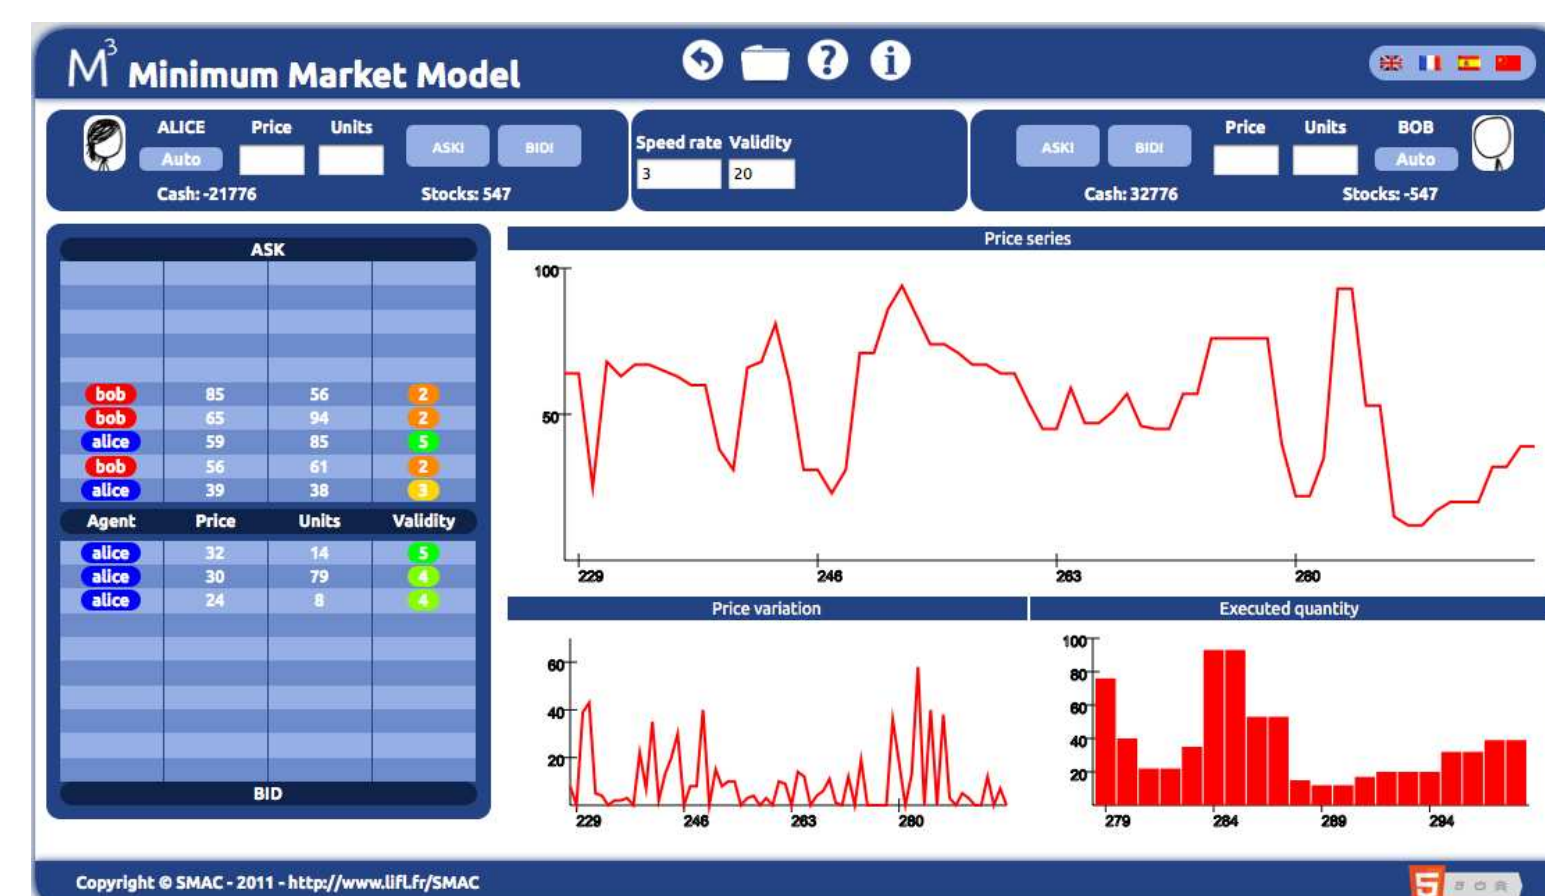 M³ Minimum Market Model
ALICE Price Units
Auto
ASK! BID!
Cash: -21776 Stocks: 547
Speed rate Validity
3 20
ASK! BID!
Price Units BOB
Auto
Cash: 32776 Stocks: -547
ASK
bob 85 56 2
bob 65 94 2
alice 59 85 5
bob 56 61 2
alice 39 38 3
Agent Price Units Validity
alice 32 14 5
alice 30 79 4
alice 24 8 4
BID
Price series
100
50
229 246 263 280
Price variation
60
40
20
229 246 263 280
Executed quantity
100
80
60
40
20
279 284 289 294
Copyright © SMAC - 2011 - http://www.lifl.fr/SMAC
5